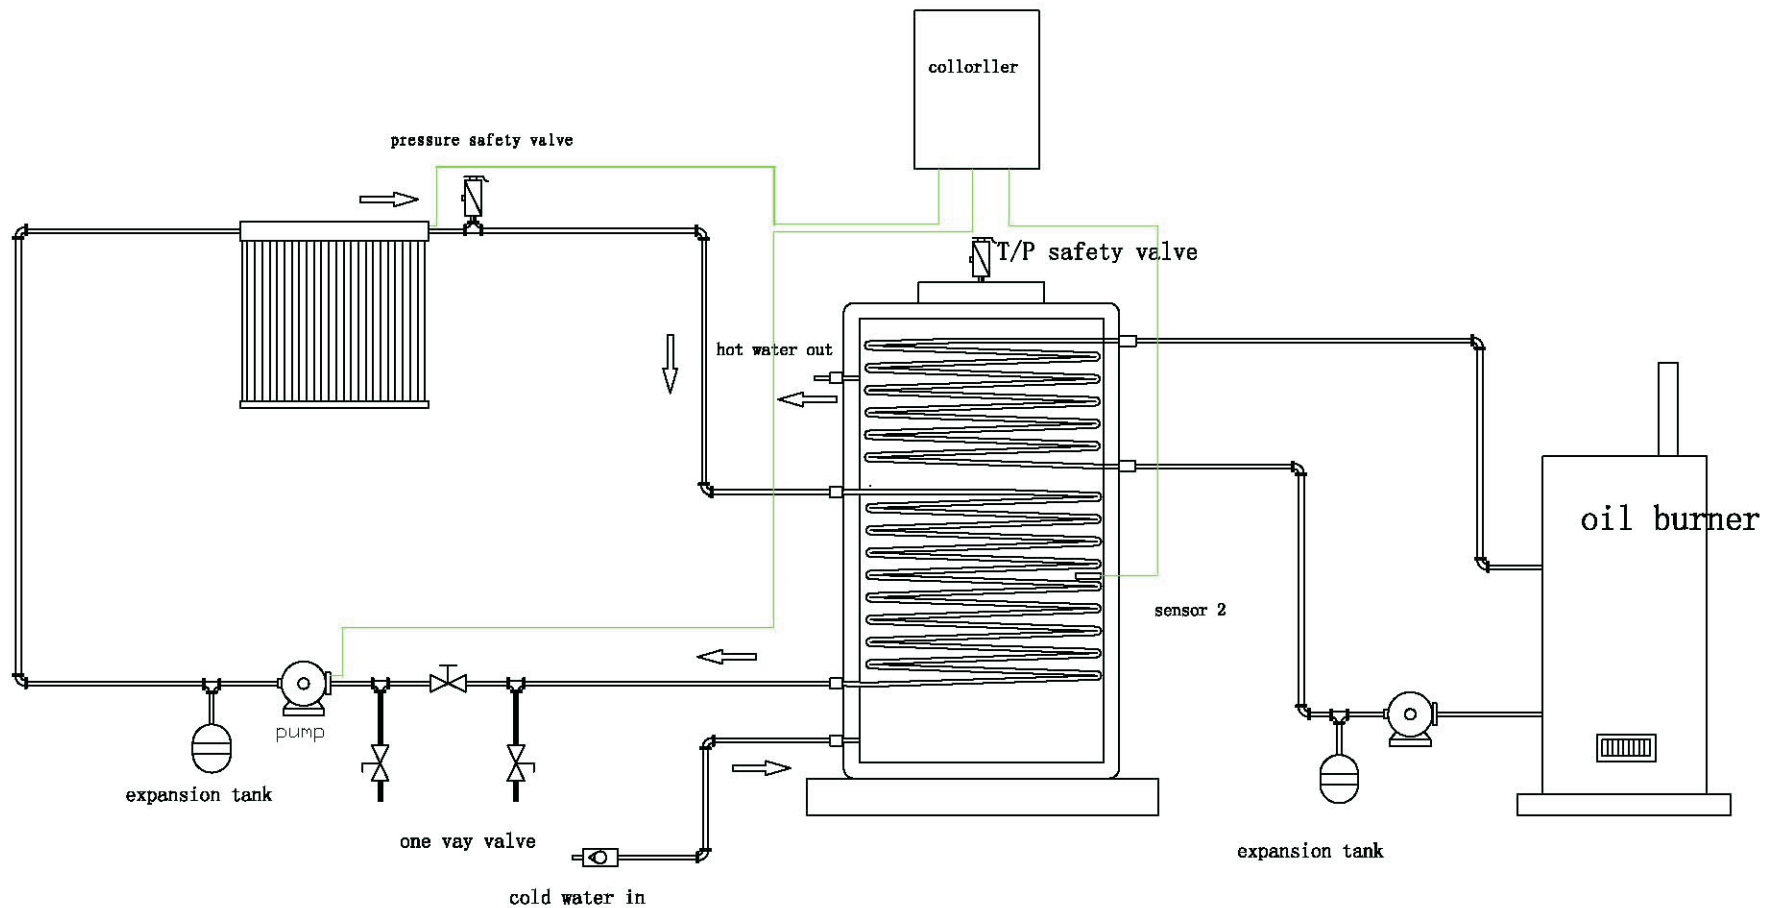 collorller
pressure safety valve
T/P safety valve
hot water out
oil burner
sensor 2
pump
expansion tank
one vay valve
expansion tank
cold water in